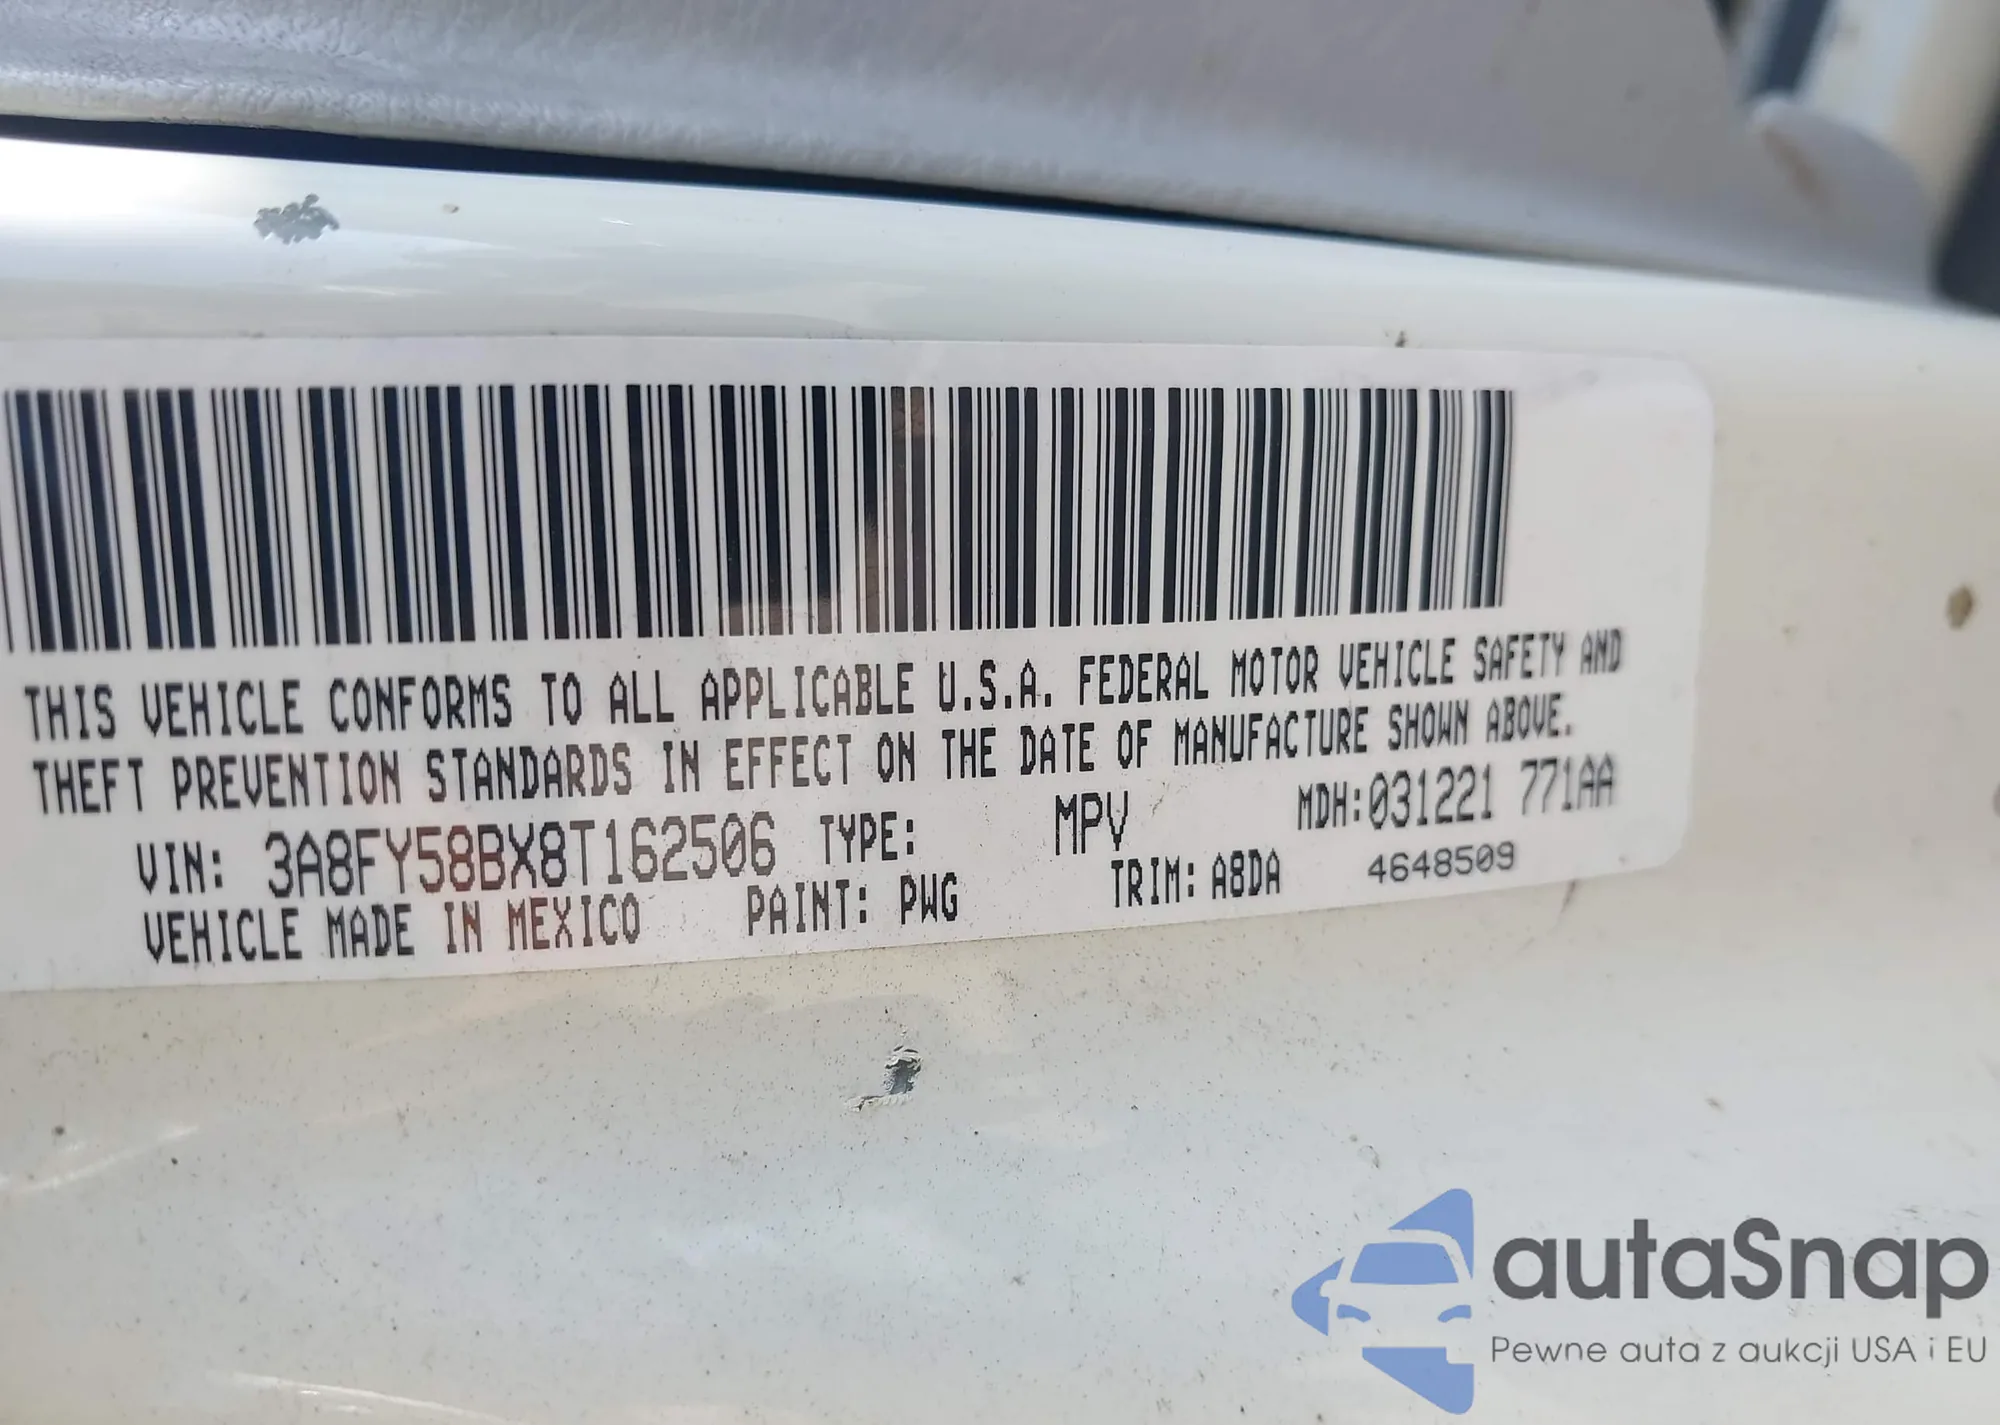 THIS VEHICLE CONFORMS TO ALL APPLICABLE U.S.A. FEDERAL MOTOR VEHICLE SAFETY AND
THEFT PREVENTION STANDARDS IN EFFECT ON THE DATE OF MANUFACTURE SHOWN ABOVE.
VIN: 3A8FY58BX8T162506 TYPE: MPV MDH:031221 771AA
VEHICLE MADE IN MEXICO PAINT: PWG TRIM: A8DA 4648509
autaSnap
Pewne auta z aukcji USA i EU